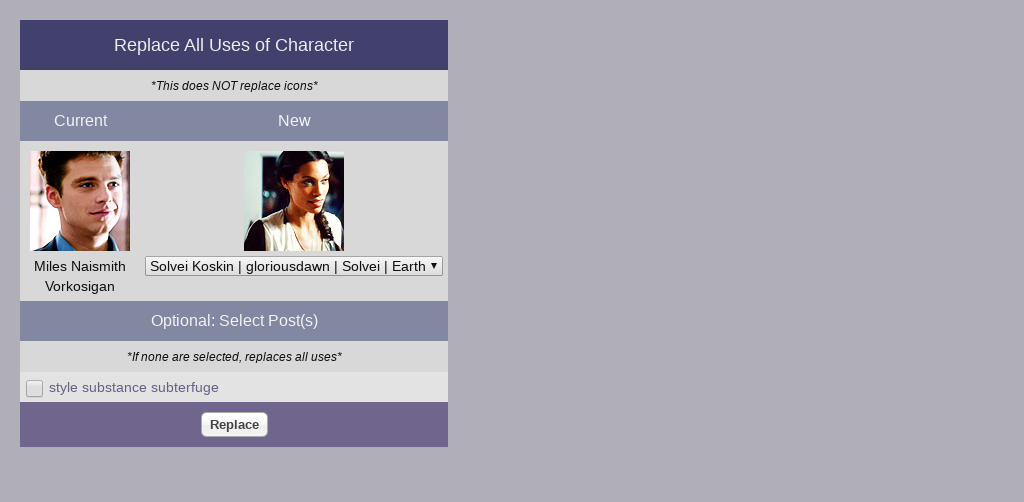 Replace All Uses of Character
*This does NOT replace icons*
Current New
Miles Naismith
Vorkosigan
Solvei Koskin | gloriousdawn | Solvei | Earth
Optional: Select Post(s)
*If none are selected, replaces all uses*
style substance subterfuge
Replace